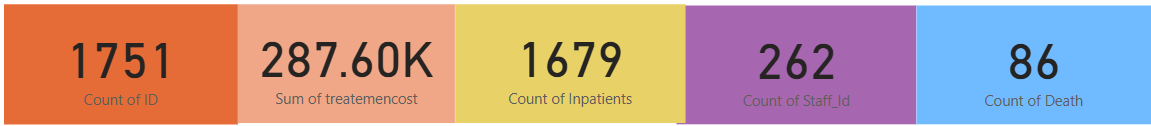 1751
Count of ID
287.60K
Sum of treatemencost
1679
Count of Inpatients
262
Count of Staff_Id
86
Count of Death